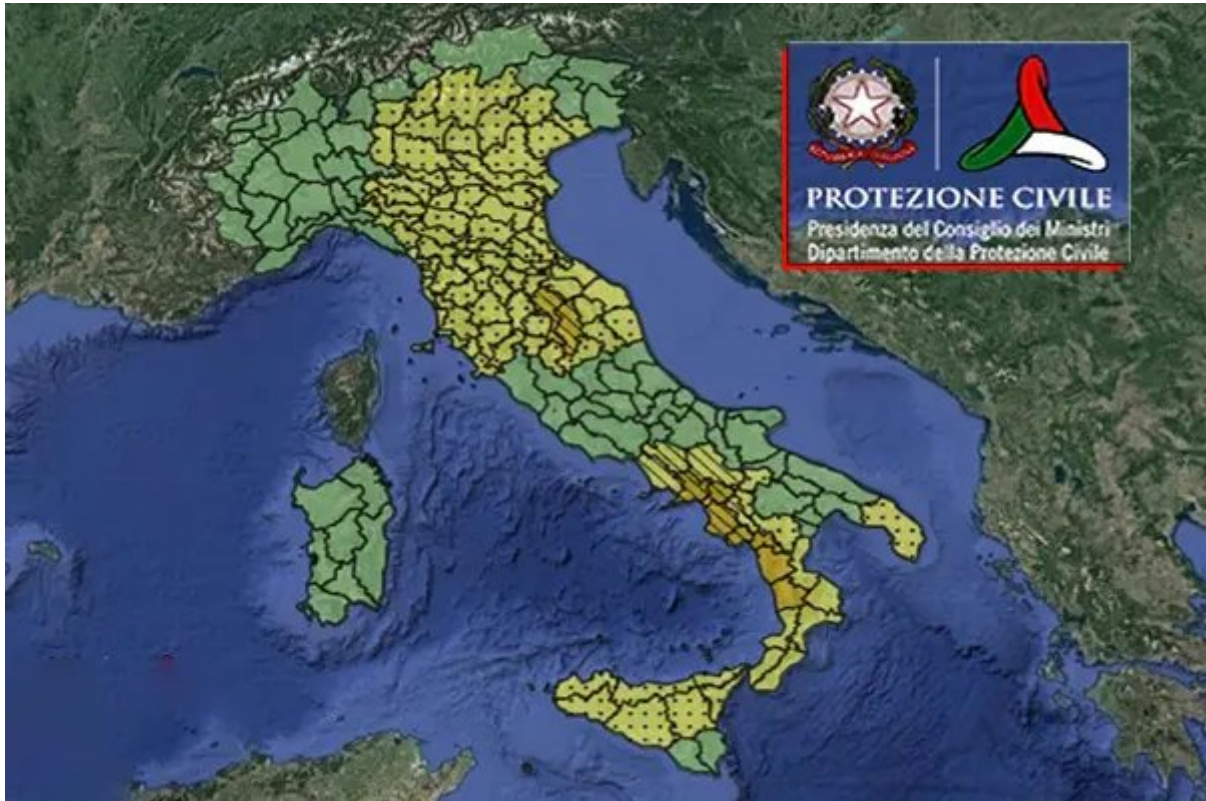 PROTEZIONE CIVILE
Presidenza del Consiglio dei Ministri
Dipartimento della Protezione Civile